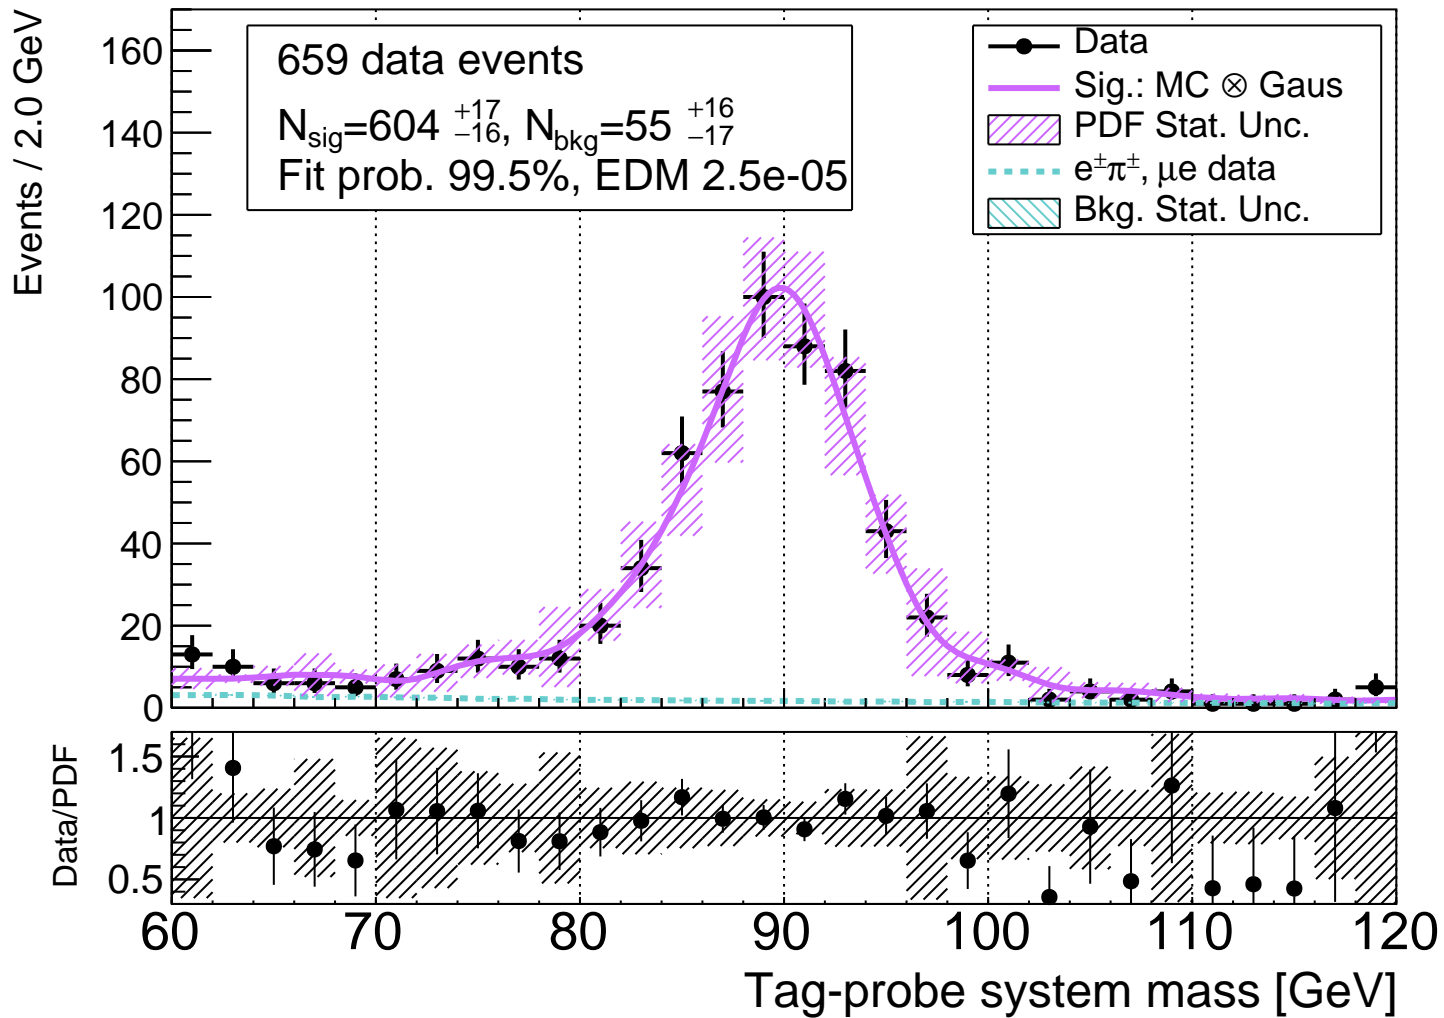 Events / 2.0 GeV
160
140
120
100
80
60
40
20
0
659 data events
N_sig=604 +17 −16, N_bkg=55 +16 −17
Fit prob. 99.5%, EDM 2.5e-05
Data
Sig.: MC ⊗ Gaus
PDF Stat. Unc.
e±π±, μe data
Bkg. Stat. Unc.
Data/PDF
1.5
1
0.5
60 70 80 90 100 110 120
Tag-probe system mass [GeV]